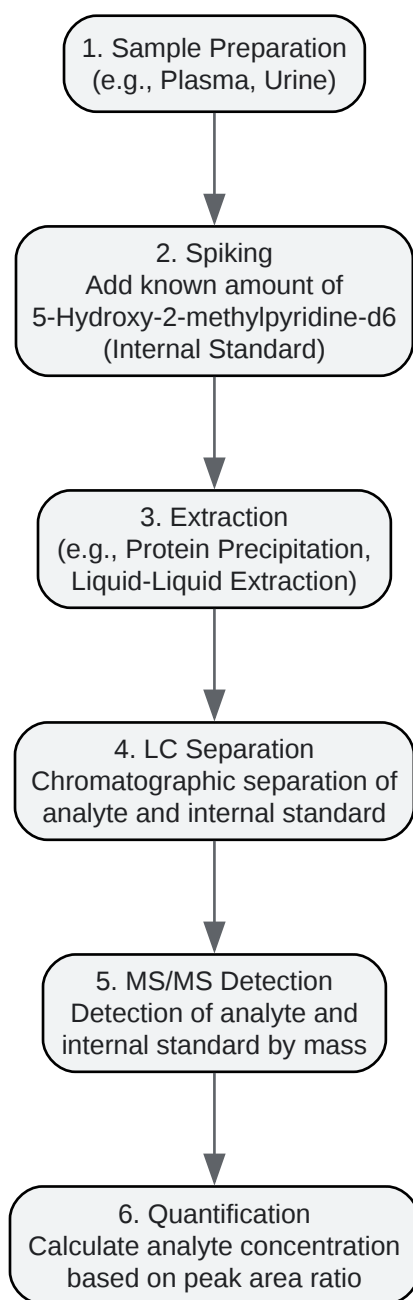 1. Sample Preparation
(e.g., Plasma, Urine)
2. Spiking
Add known amount of
5-Hydroxy-2-methylpyridine-d6
(Internal Standard)
3. Extraction
(e.g., Protein Precipitation,
Liquid-Liquid Extraction)
4. LC Separation
Chromatographic separation of
analyte and internal standard
5. MS/MS Detection
Detection of analyte and
internal standard by mass
6. Quantification
Calculate analyte concentration
based on peak area ratio